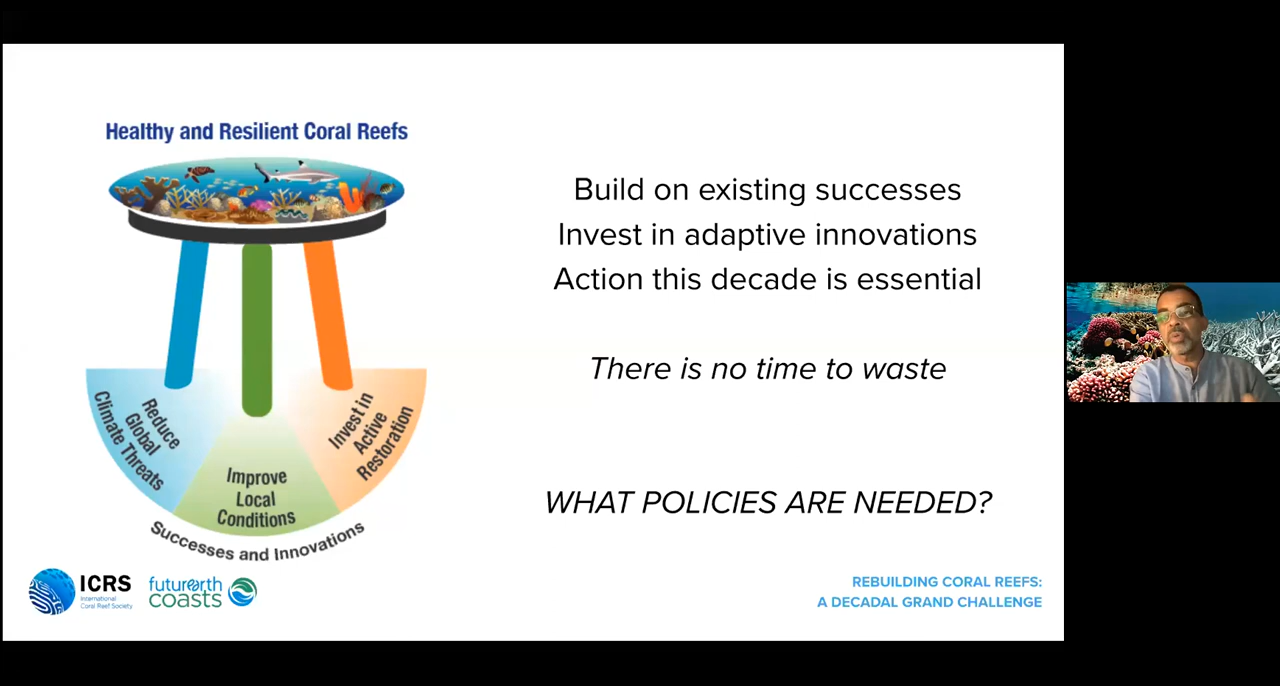 Healthy and Resilient Coral Reefs
Reduce
Global
Climate Threats
Improve
Local
Conditions
Invest in
Active
Restoration
Successes and Innovations
Build on existing successes
Invest in adaptive innovations
Action this decade is essential
There is no time to waste
WHAT POLICIES ARE NEEDED?
ICRS
International
Coral Reef Society
futurearth
coasts
REBUILDING CORAL REEFS:
A DECADAL GRAND CHALLENGE